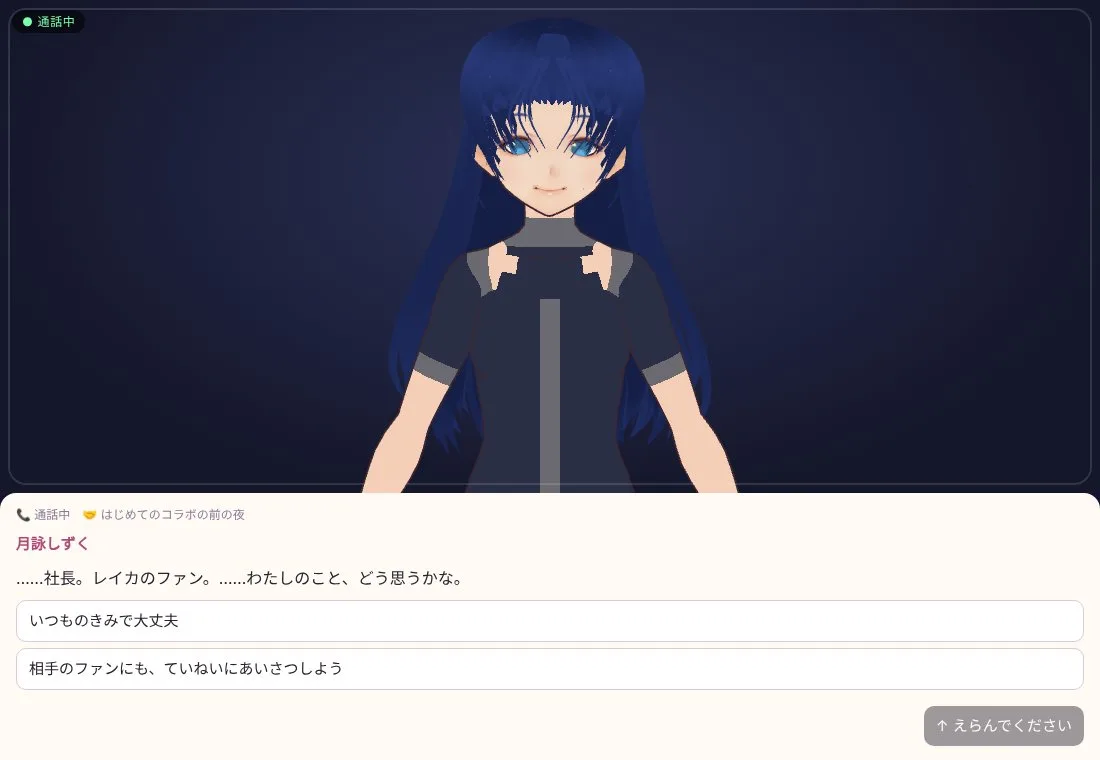 通話中
📞 通話中 🤝 はじめてのコラボの前の夜
月詠しずく
……社長。レイカのファン。……わたしのこと、どう思うかな。
いつものきみで大丈夫
相手のファンにも、ていねいにあいさつしよう
↑ えらんでください